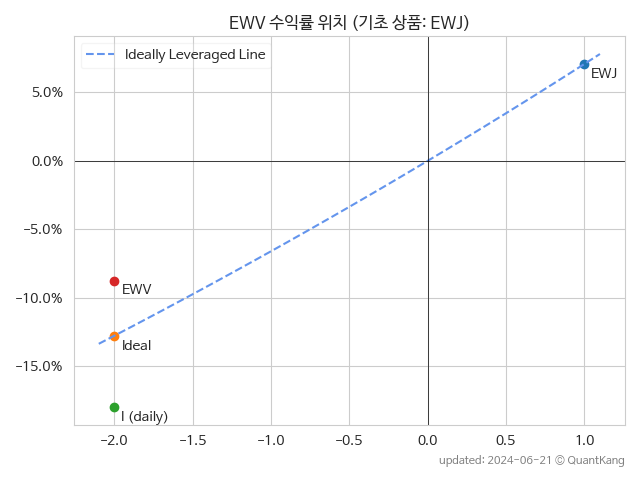 EWV 수익률 위치 (기초 상품: EWJ)
Ideally Leveraged Line
5.0%
0.0%
-5.0%
-10.0%
-15.0%
EWJ
EWV
Ideal
I (daily)
-2.0
-1.5
-1.0
-0.5
0.0
0.5
1.0
updated: 2024-06-21 © QuantKang